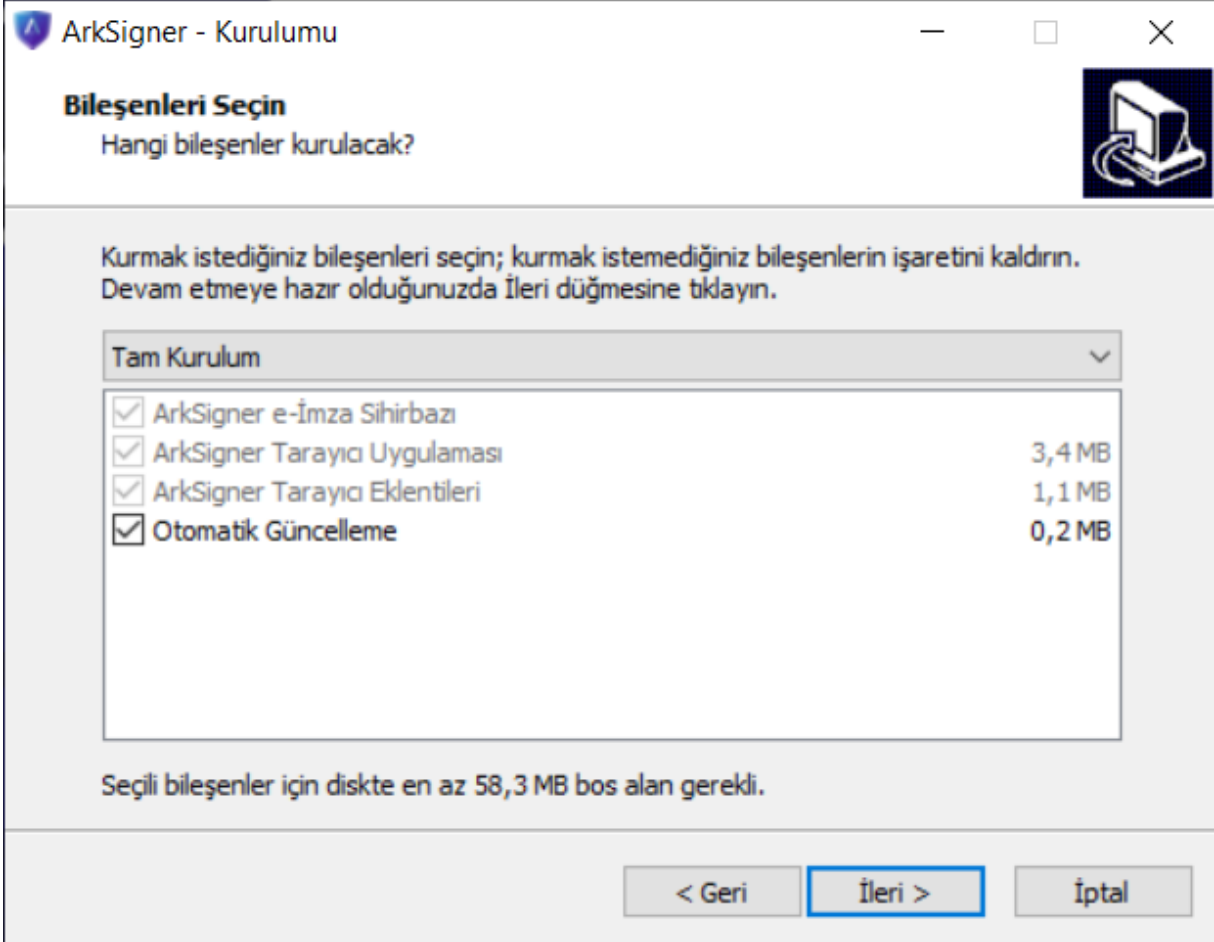 ArkSigner - Kurulumu
Bileşenleri Seçin
Hangi bileşenler kurulacak?
Kurmak istediğiniz bileşenleri seçin; kurmak istemediğiniz bileşenlerin işaretini kaldırın.
Devam etmeye hazır olduğunuzda İleri düğmesine tıklayın.
Tam Kurulum
ArkSigner e-İmza Sihirbazı
ArkSigner Tarayıcı Uygulaması 3,4 MB
ArkSigner Tarayıcı Eklentileri 1,1 MB
Otomatik Güncelleme 0,2 MB
Seçili bileşenler için diskte en az 58,3 MB bos alan gerekli.
< Geri İleri > İptal